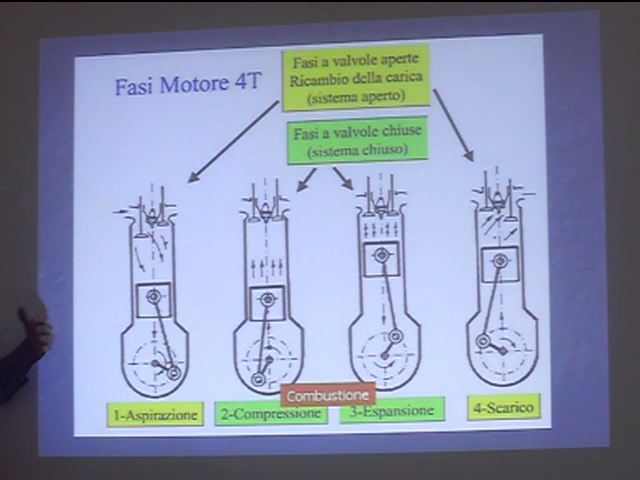 Fasi Motore 4T
Fasi a valvole aperte
Ricambio della carica
(sistema aperto)
Fasi a valvole chiuse
(sistema chiuso)
Combustione
1-Aspirazione
2-Compressione
3-Espansione
4-Scarico